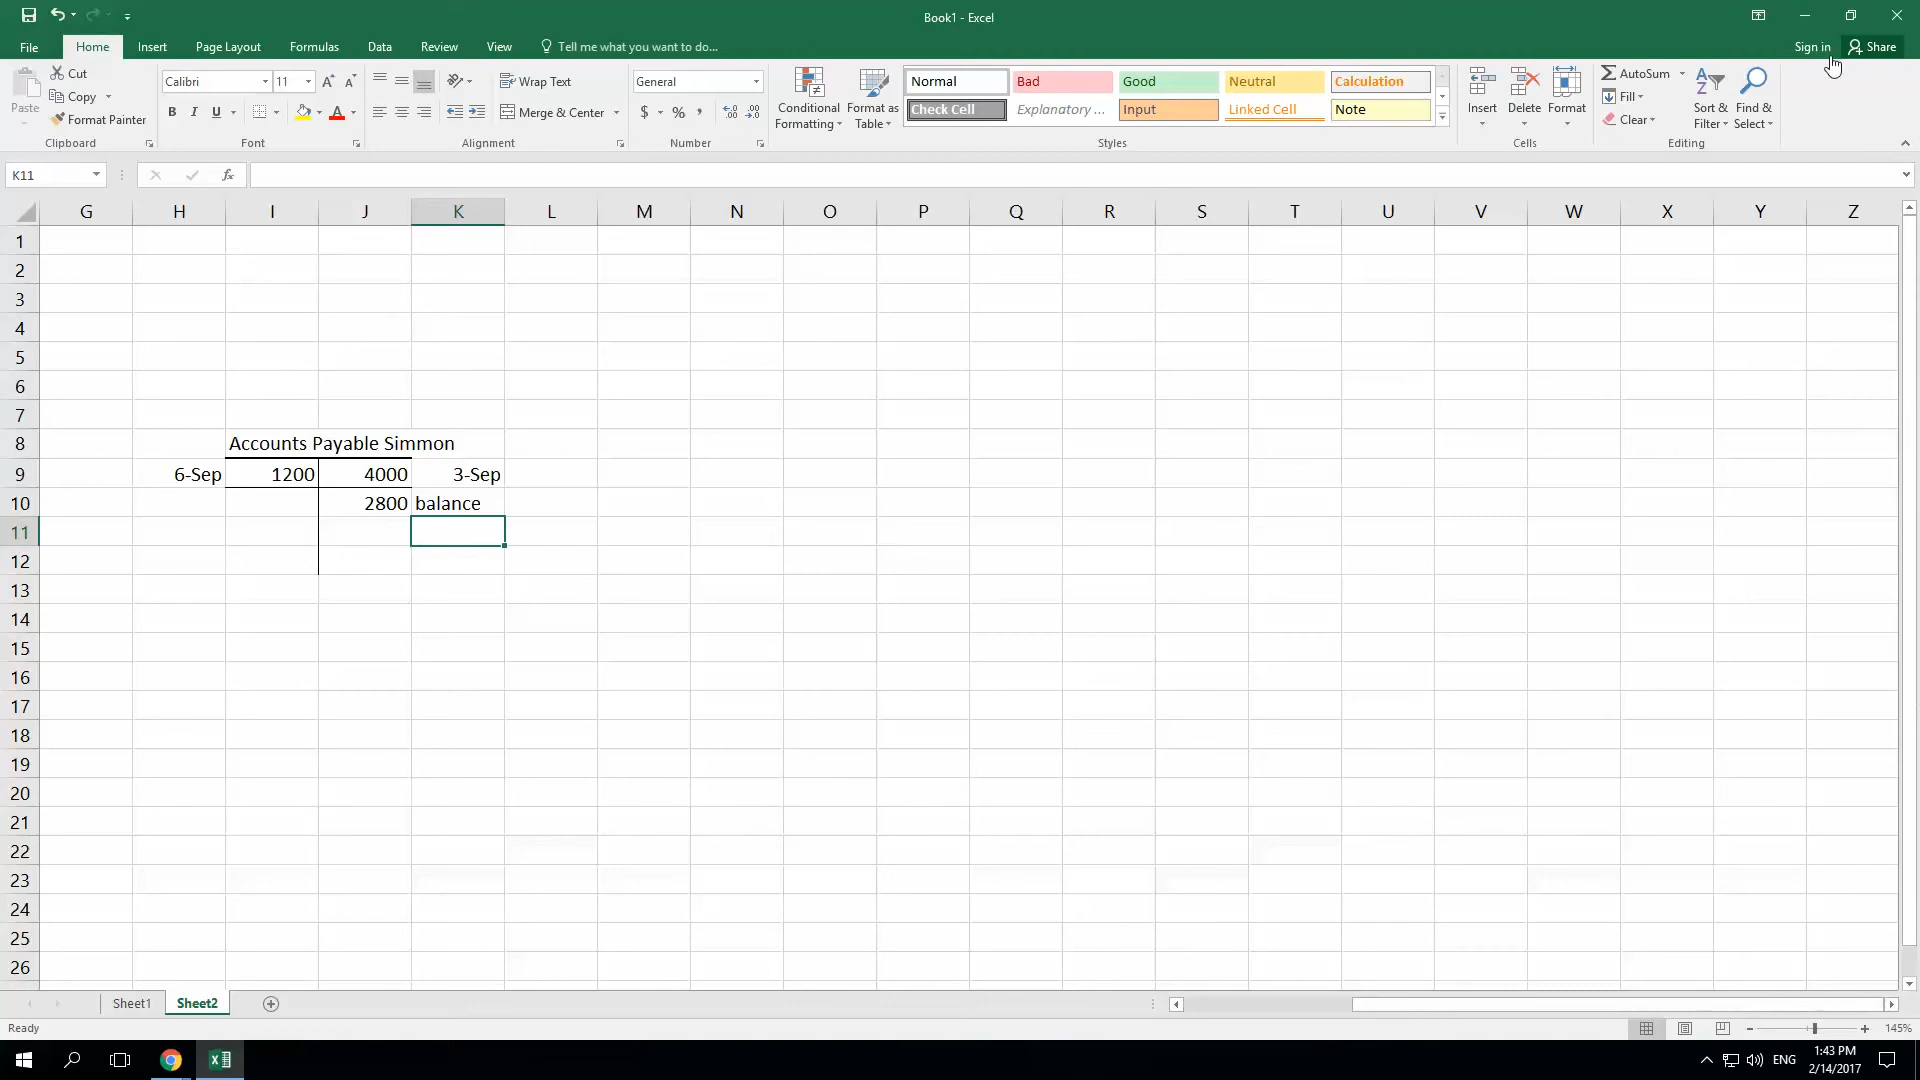 Book1 - Excel
File Home Insert Page Layout Formulas Data Review View Tell me what you want to do... Sign in Share
Paste
Cut
Copy
Format Painter
Clipboard
Calibri 11
B I U
Font
Wrap Text
Merge & Center
Alignment
General
$ % ,
Number
Conditional
Formatting
Format as
Table
Normal Bad Good Neutral Calculation
Check Cell Explanatory ... Input Linked Cell Note
Styles
Insert Delete Format
Cells
AutoSum
Fill
Clear
Sort &
Filter
Find &
Select
Editing
K11 fx
G H I J K L M N O P Q R S T U V W X Y Z
1
2
3
4
5
6
7
8 Accounts Payable Simmon
9 6-Sep 1200 4000 3-Sep
10 2800 balance
11
12
13
14
15
16
17
18
19
20
21
22
23
24
25
26
Sheet1 Sheet2
Ready 145%
ENG 1:43 PM
2/14/2017